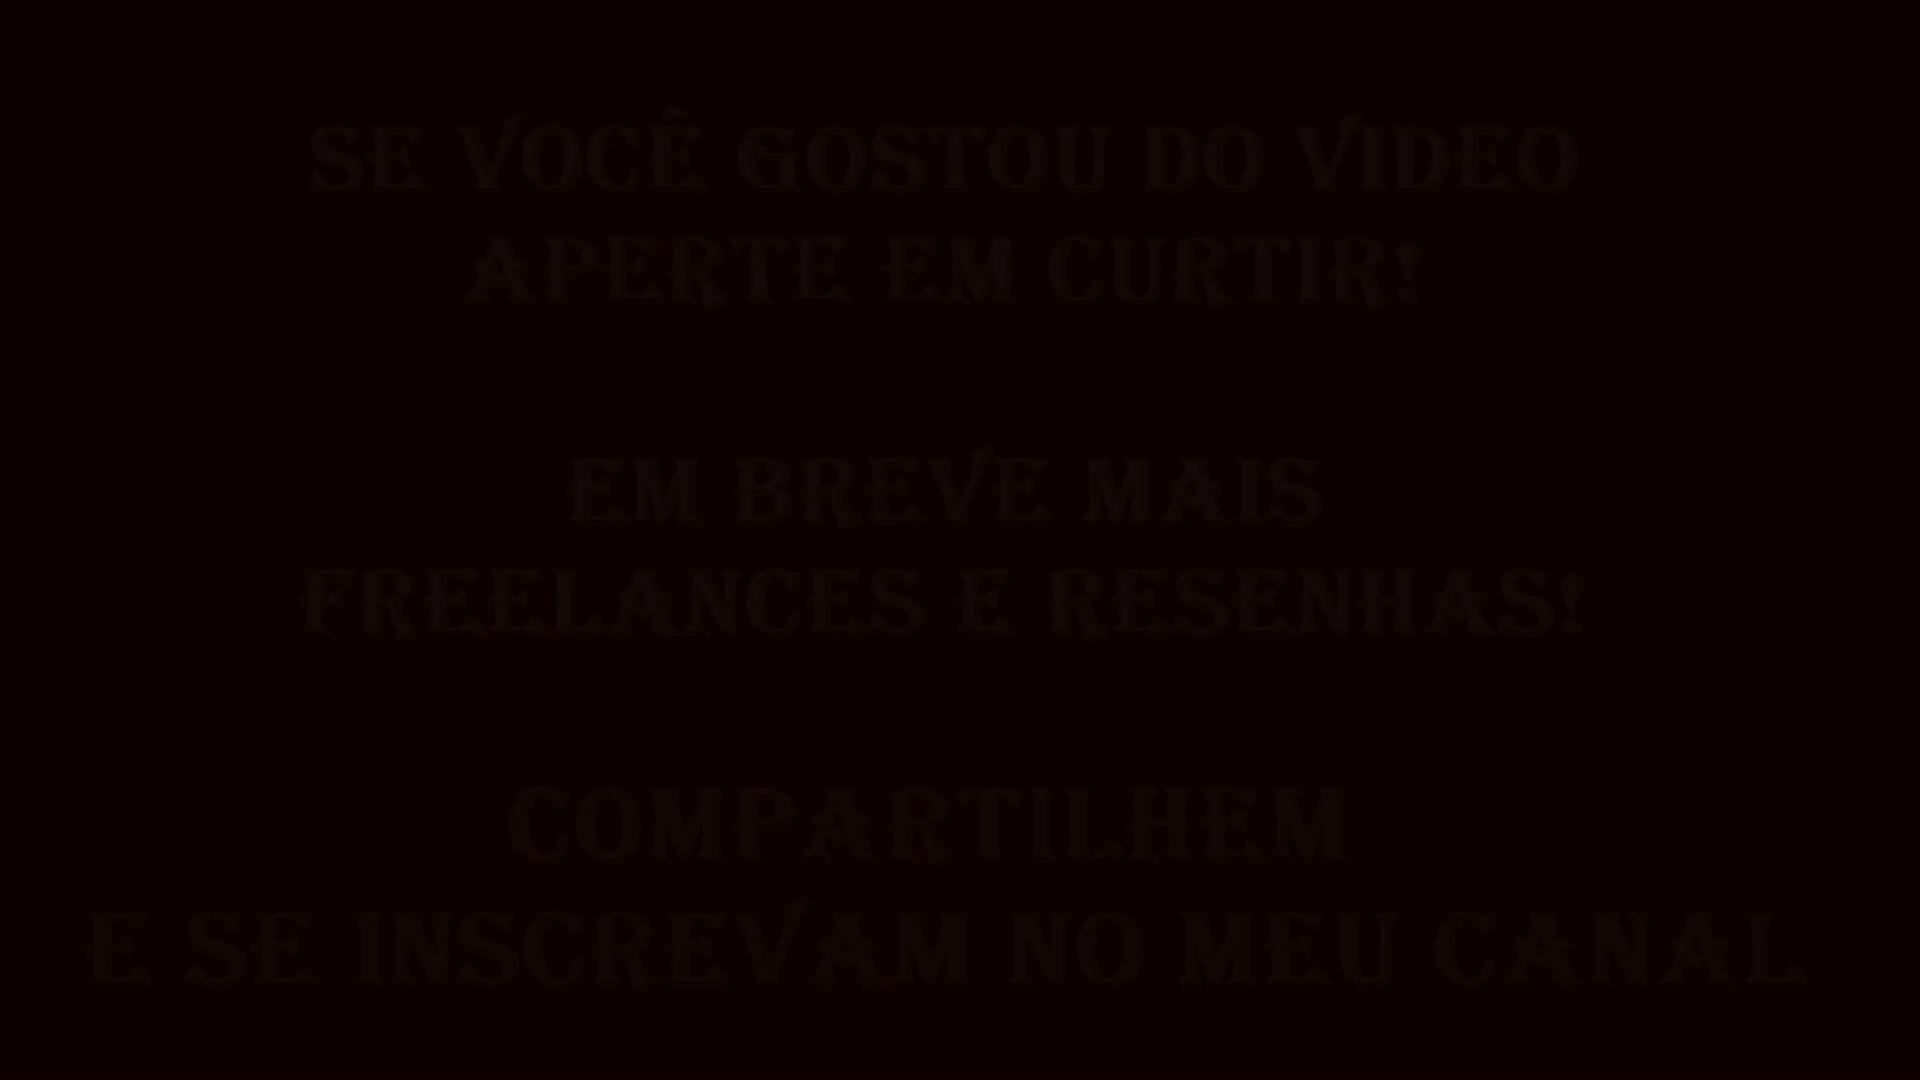 SE VOCÊ GOSTOU DO VIDEO
APERTE EM CURTIR!
EM BREVE MAIS
FREELANCES E RESENHAS!
COMPARTILHEM
E SE INSCREVAM NO MEU CANAL